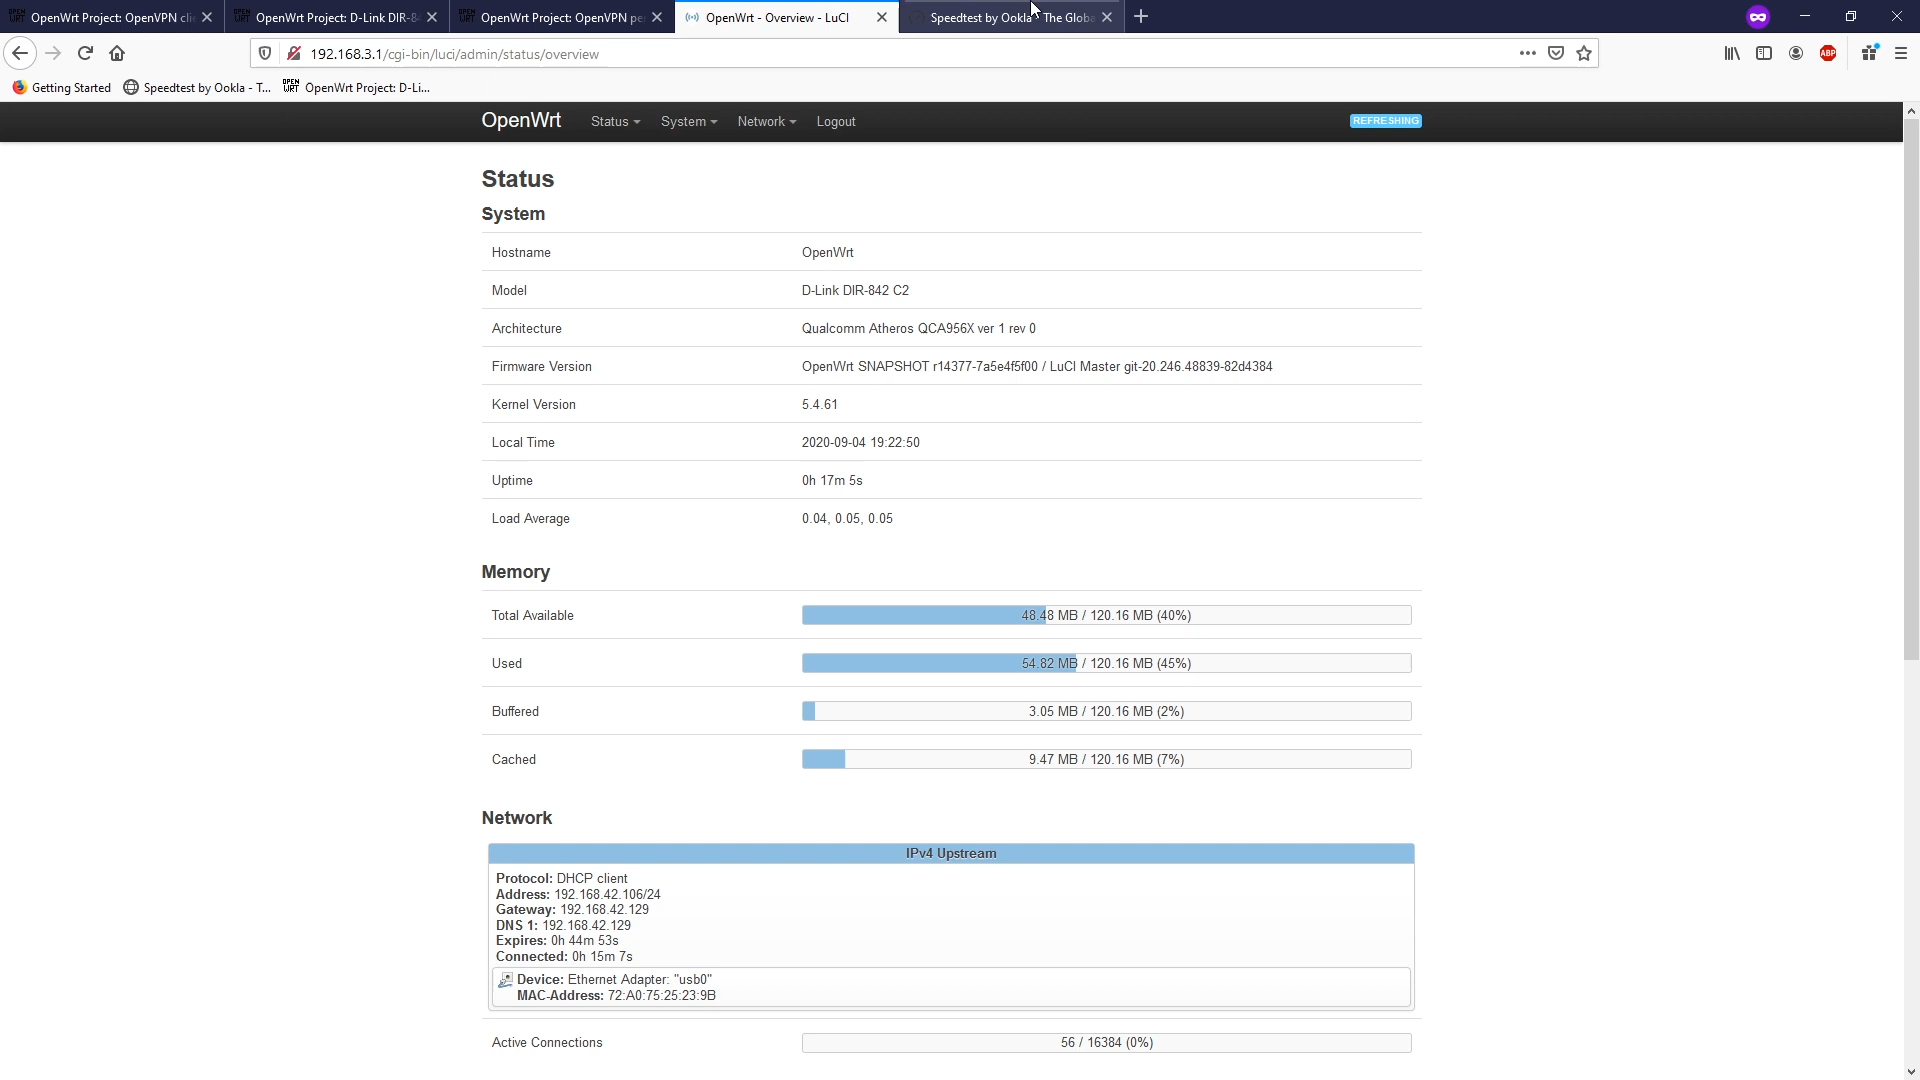 OpenWrt Project: OpenVPN cli
OpenWrt Project: D-Link DIR-84
OpenWrt Project: OpenVPN pe
OpenWrt - Overview - LuCI
Speedtest by Ookla - The Globa
192.168.3.1/cgi-bin/luci/admin/status/overview
ABP
Getting Started
Speedtest by Ookla - T...
OPEN WRT
OpenWrt Project: D-Li...
OpenWrt
Status
System
Network
Logout
REFRESHING
Status
System
Hostname OpenWrt
Model D-Link DIR-842 C2
Architecture Qualcomm Atheros QCA956X ver 1 rev 0
Firmware Version OpenWrt SNAPSHOT r14377-7a5e4f5f00 / LuCI Master git-20.246.48839-82d4384
Kernel Version 5.4.61
Local Time 2020-09-04 19:22:50
Uptime 0h 17m 5s
Load Average 0.04, 0.05, 0.05
Memory
Total Available 48.48 MB / 120.16 MB (40%)
Used 54.82 MB / 120.16 MB (45%)
Buffered 3.05 MB / 120.16 MB (2%)
Cached 9.47 MB / 120.16 MB (7%)
Network
IPv4 Upstream
Protocol: DHCP client
Address: 192.168.42.106/24
Gateway: 192.168.42.129
DNS 1: 192.168.42.129
Expires: 0h 44m 53s
Connected: 0h 15m 7s
Device: Ethernet Adapter: "usb0"
MAC-Address: 72:A0:75:25:23:9B
Active Connections 56 / 16384 (0%)